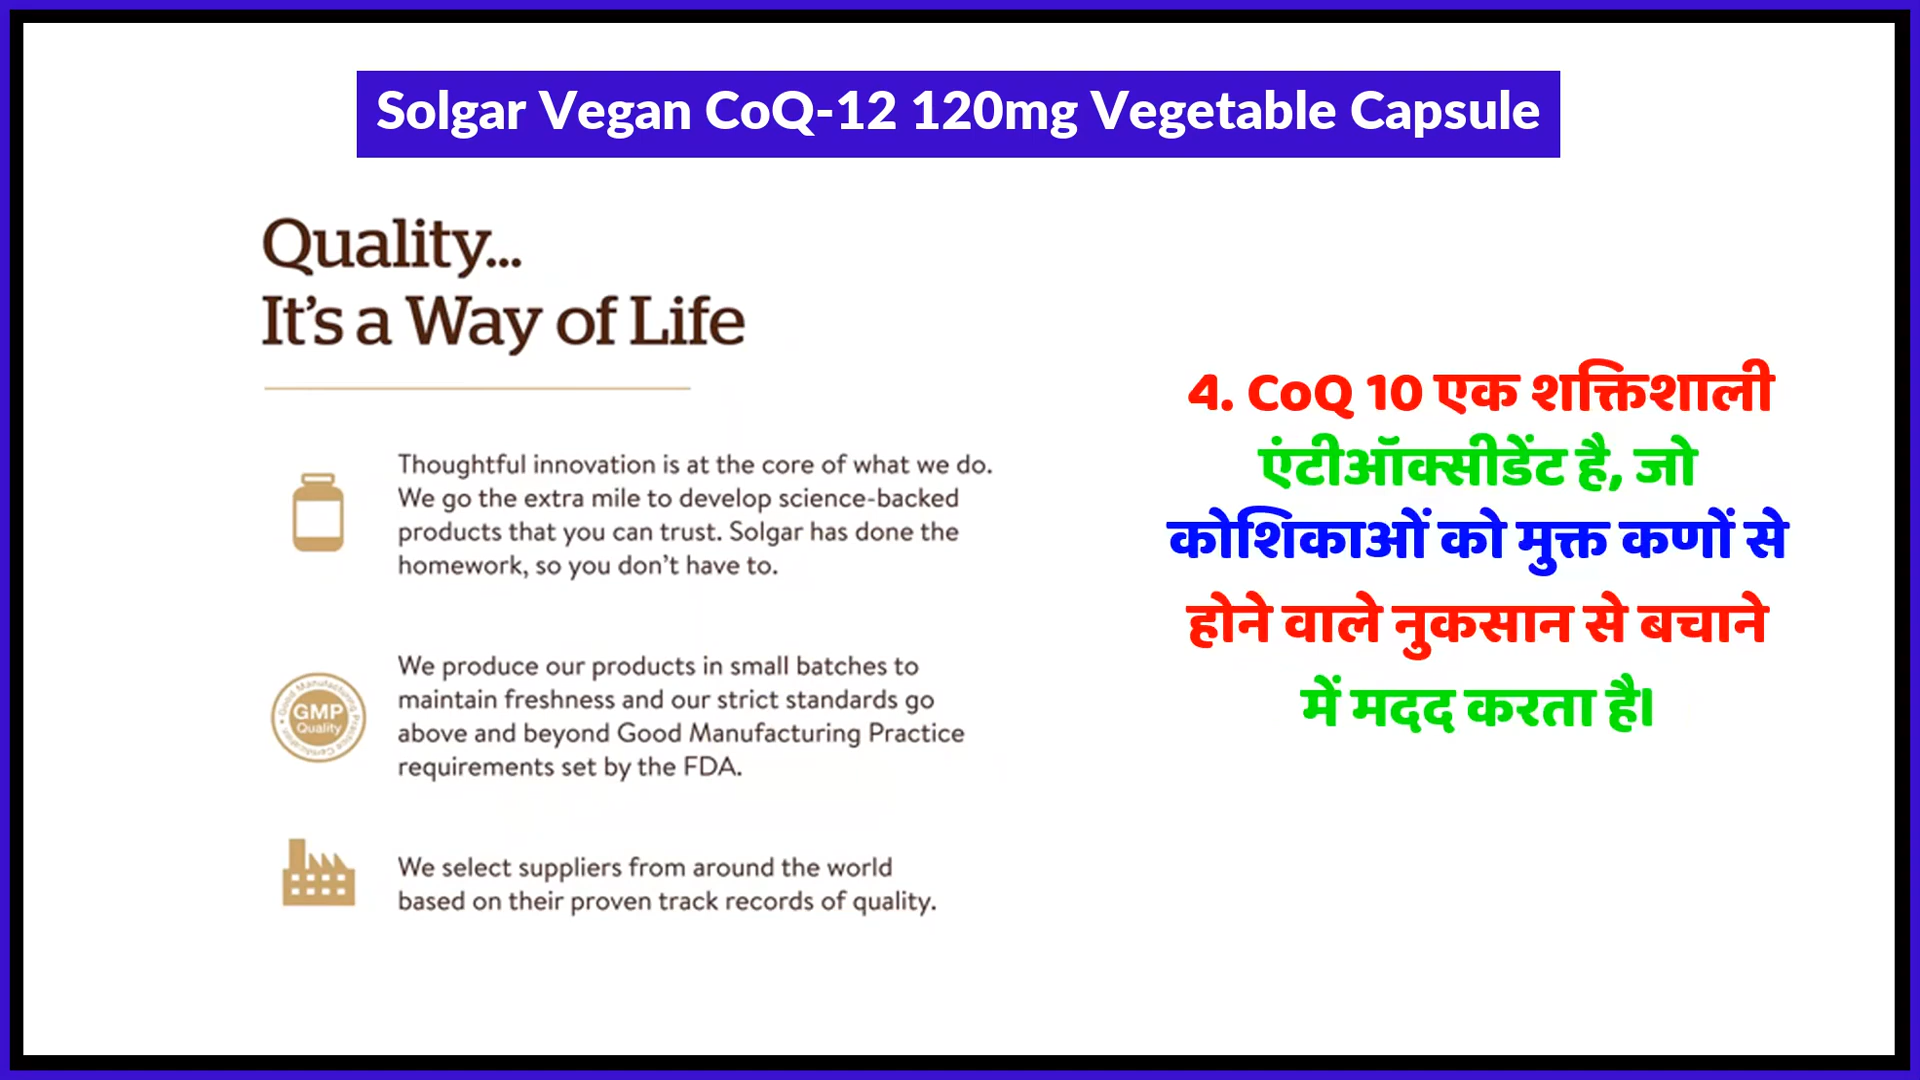 Solgar Vegan CoQ-12 120mg Vegetable Capsule
Quality...
It's a Way of Life
Thoughtful innovation is at the core of what we do.
We go the extra mile to develop science-backed
products that you can trust. Solgar has done the
homework, so you don't have to.
Good Manufacturing Practice
GMP
Quality
We produce our products in small batches to
maintain freshness and our strict standards go
above and beyond Good Manufacturing Practice
requirements set by the FDA.
We select suppliers from around the world
based on their proven track records of quality.
4. CoQ 10 एक शक्तिशाली
एंटीऑक्सीडेंट है, जो
कोशिकाओं को मुक्त कणों से
होने वाले नुकसान से बचाने
में मदद करता है।